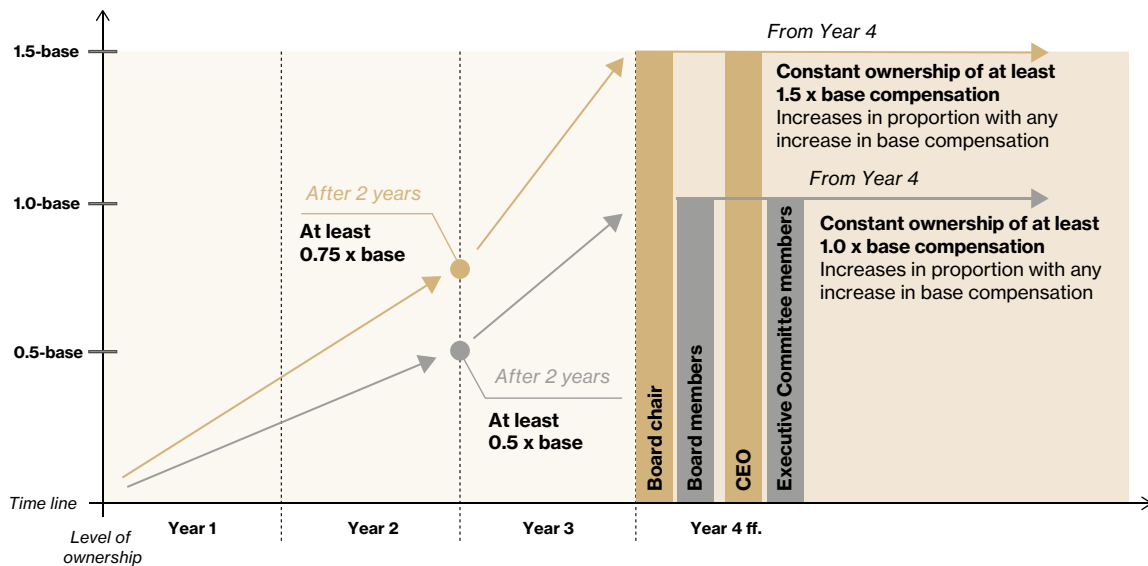 1.5-base
1.0-base
0.5-base
Time line
Level of
ownership
Year 1
Year 2
Year 3
Year 4 ff.
After 2 years
At least
0.75 x base
After 2 years
At least
0.5 x base
Board chair
Board members
CEO
Executive Committee members
From Year 4
Constant ownership of at least
1.5 x base compensation
Increases in proportion with any
increase in base compensation
From Year 4
Constant ownership of at least
1.0 x base compensation
Increases in proportion with any
increase in base compensation